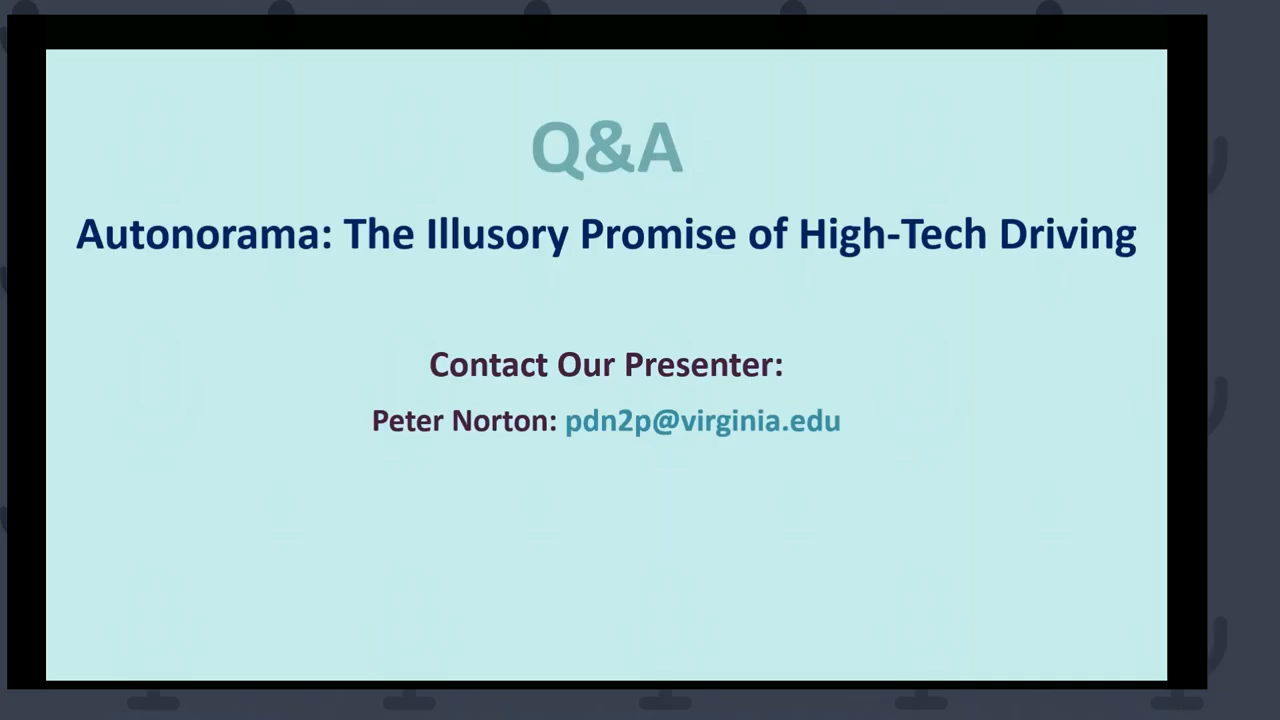 Q&A
Autonorama: The Illusory Promise of High-Tech Driving
Contact Our Presenter:
Peter Norton: pdn2p@virginia.edu